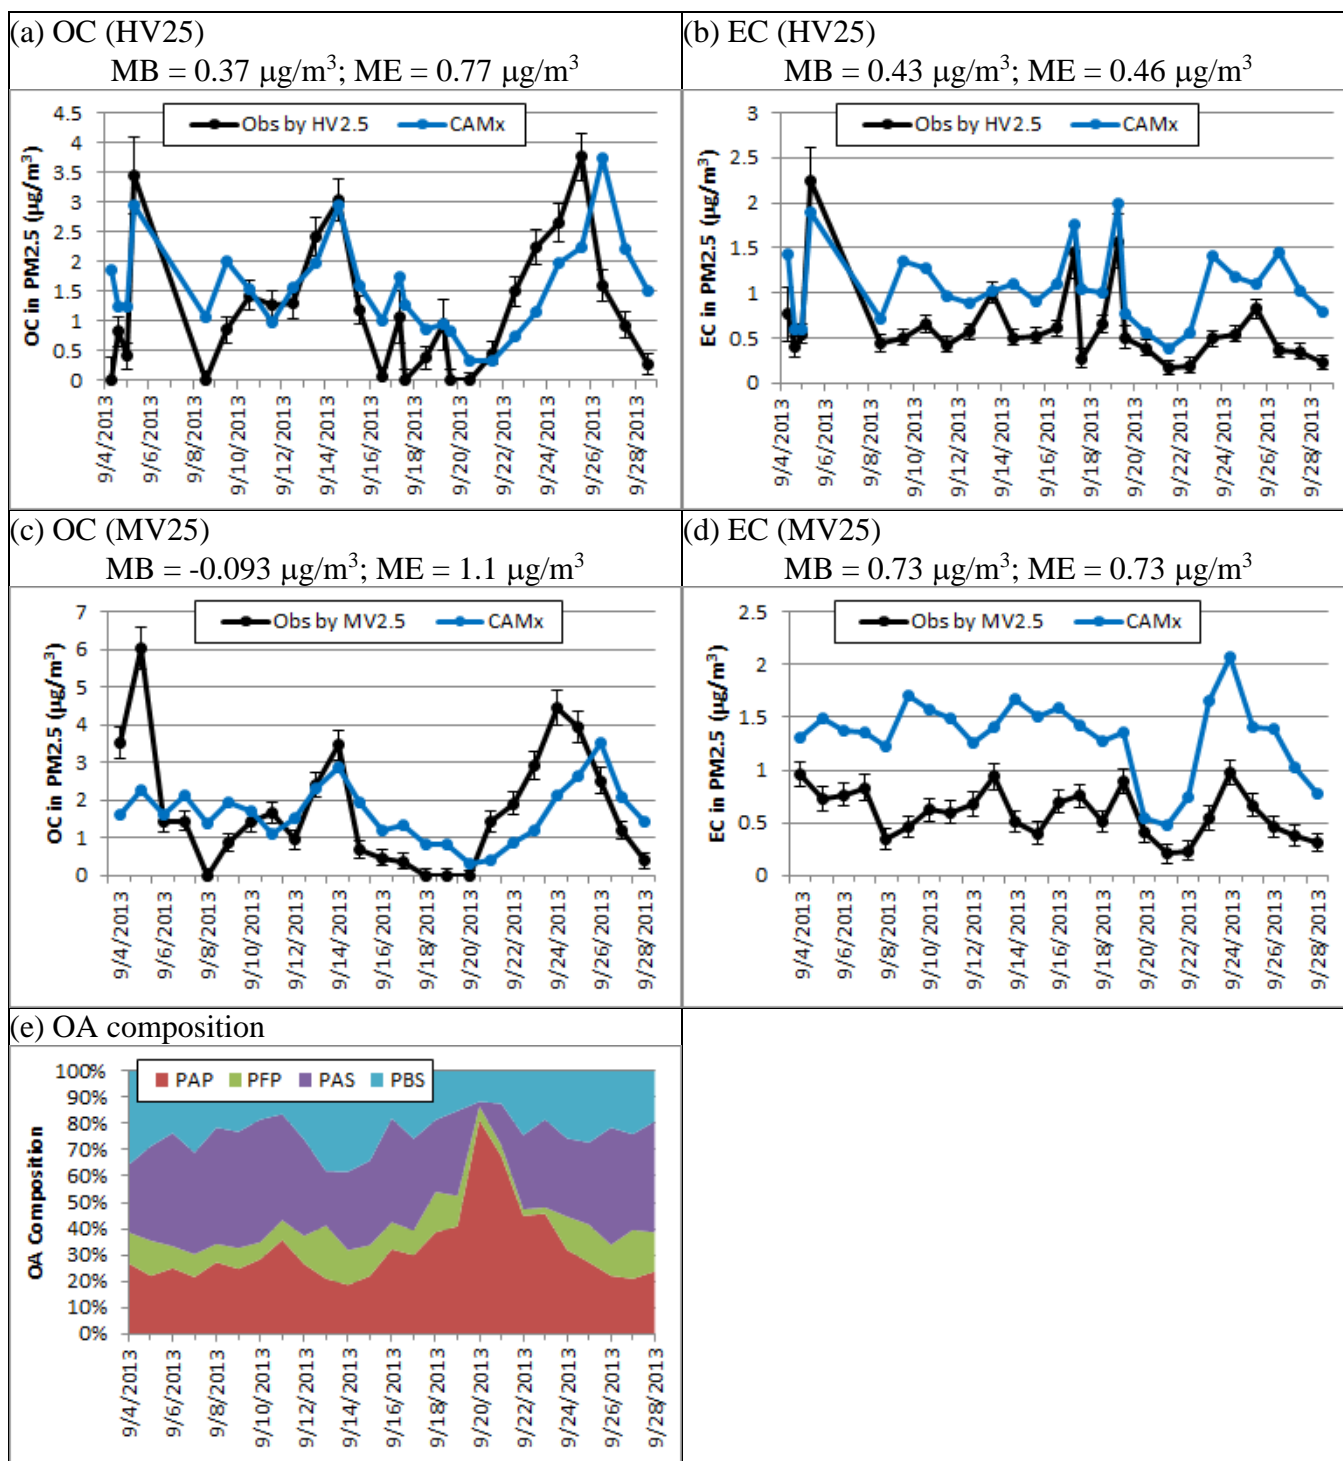 (a) OC (HV25)
MB = 0.37 μg/m³; ME = 0.77 μg/m³
OC in PM2.5 (μg/m³)
Obs by HV2.5 CAMx
4.5
4
3.5
3
2.5
2
1.5
1
0.5
0
9/4/2013 9/6/2013 9/8/2013 9/10/2013 9/12/2013 9/14/2013 9/16/2013 9/18/2013 9/20/2013 9/22/2013 9/24/2013 9/26/2013 9/28/2013
(b) EC (HV25)
MB = 0.43 μg/m³; ME = 0.46 μg/m³
EC in PM2.5 (μg/m³)
Obs by HV2.5 CAMx
3
2.5
2
1.5
1
0.5
0
9/4/2013 9/6/2013 9/8/2013 9/10/2013 9/12/2013 9/14/2013 9/16/2013 9/18/2013 9/20/2013 9/22/2013 9/24/2013 9/26/2013 9/28/2013
(c) OC (MV25)
MB = -0.093 μg/m³; ME = 1.1 μg/m³
OC in PM2.5 (μg/m³)
Obs by MV2.5 CAMx
7
6
5
4
3
2
1
0
9/4/2013 9/6/2013 9/8/2013 9/10/2013 9/12/2013 9/14/2013 9/16/2013 9/18/2013 9/20/2013 9/22/2013 9/24/2013 9/26/2013 9/28/2013
(d) EC (MV25)
MB = 0.73 μg/m³; ME = 0.73 μg/m³
EC in PM2.5 (μg/m³)
Obs by MV2.5 CAMx
2.5
2
1.5
1
0.5
0
9/4/2013 9/6/2013 9/8/2013 9/10/2013 9/12/2013 9/14/2013 9/16/2013 9/18/2013 9/20/2013 9/22/2013 9/24/2013 9/26/2013 9/28/2013
(e) OA composition
OA Composition
PAP PFP PAS PBS
100%
90%
80%
70%
60%
50%
40%
30%
20%
10%
0%
9/4/2013 9/6/2013 9/8/2013 9/10/2013 9/12/2013 9/14/2013 9/16/2013 9/18/2013 9/20/2013 9/22/2013 9/24/2013 9/26/2013 9/28/2013